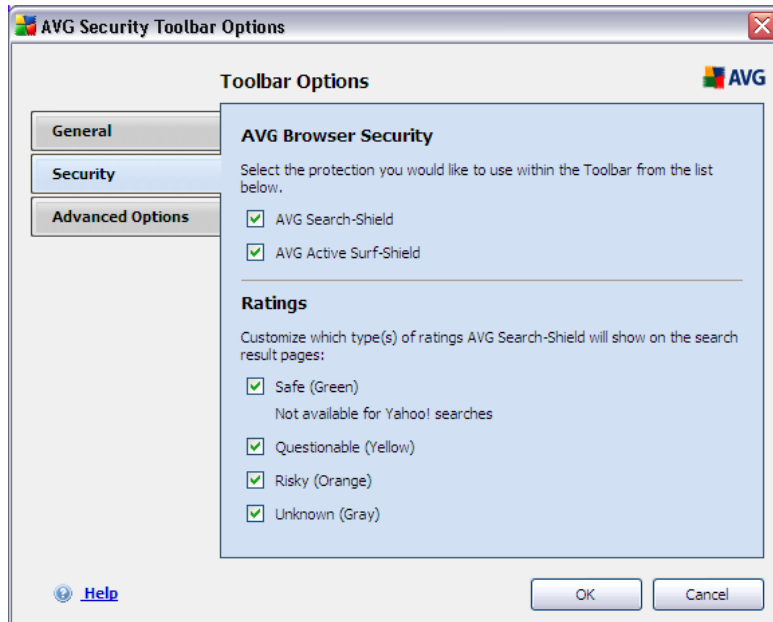 AVG Security Toolbar Options
Toolbar Options
AVG
General
Security
Advanced Options
AVG Browser Security
Select the protection you would like to use within the Toolbar from the list
below.
AVG Search-Shield
AVG Active Surf-Shield
Ratings
Customize which type(s) of ratings AVG Search-Shield will show on the search
result pages:
Safe (Green)
Not available for Yahoo! searches
Questionable (Yellow)
Risky (Orange)
Unknown (Gray)
Help
OK
Cancel